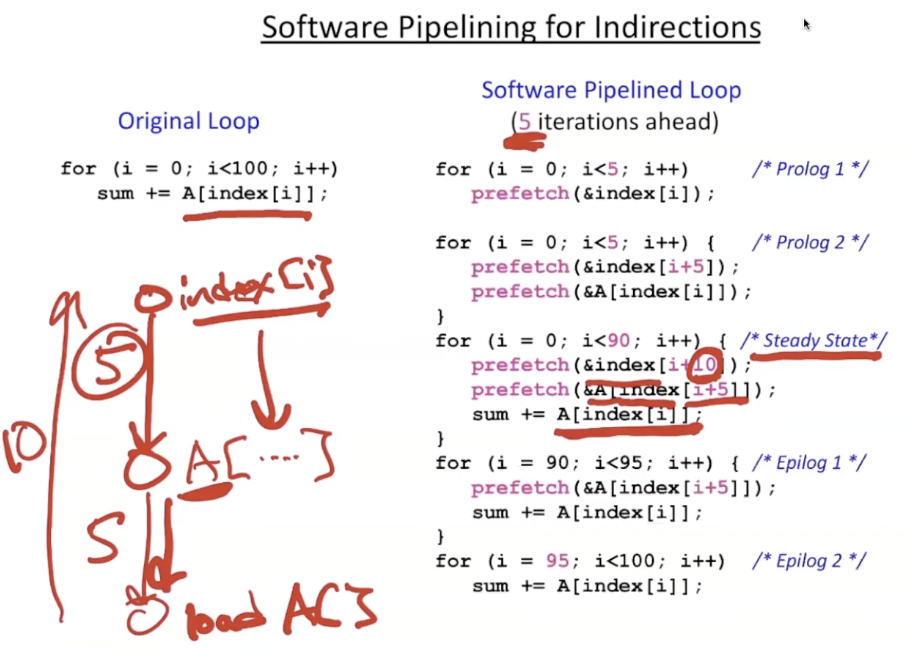 Software Pipelining for Indirections
Original Loop
for (i = 0; i<100; i++)
sum += A[index[i]];
index[i]
5
A[....]
10
5
load A[]
Software Pipelined Loop
(5 iterations ahead)
for (i = 0; i<5; i++) /* Prolog 1 */
prefetch(&index[i]);
for (i = 0; i<5; i++) { /* Prolog 2 */
prefetch(&index[i+5]);
prefetch(&A[index[i]]);
}
for (i = 0; i<90; i++) { /* Steady State*/
prefetch(&index[i+10]);
prefetch(&A[index[i+5]]);
sum += A[index[i]];
}
for (i = 90; i<95; i++) { /* Epilog 1 */
prefetch(&A[index[i+5]]);
sum += A[index[i]];
}
for (i = 95; i<100; i++) /* Epilog 2 */
sum += A[index[i]];